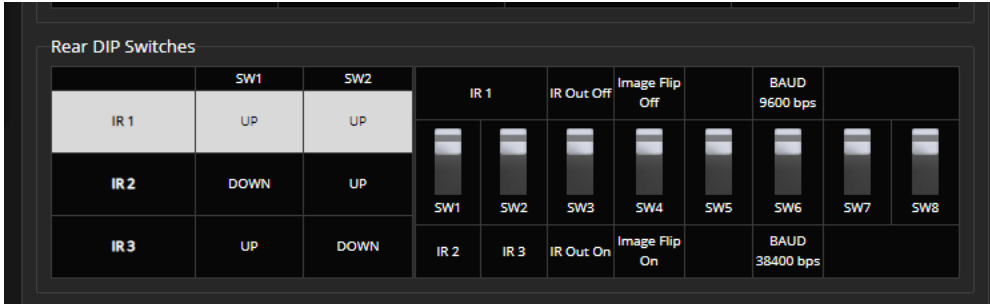 Rear DIP Switches
SW1 SW2
IR 1 UP UP
IR 2 DOWN UP
IR 3 UP DOWN
IR 1 IR Out Off Image Flip Off BAUD 9600 bps
SW1 SW2 SW3 SW4 SW5 SW6 SW7 SW8
IR 2 IR 3 IR Out On Image Flip On BAUD 38400 bps